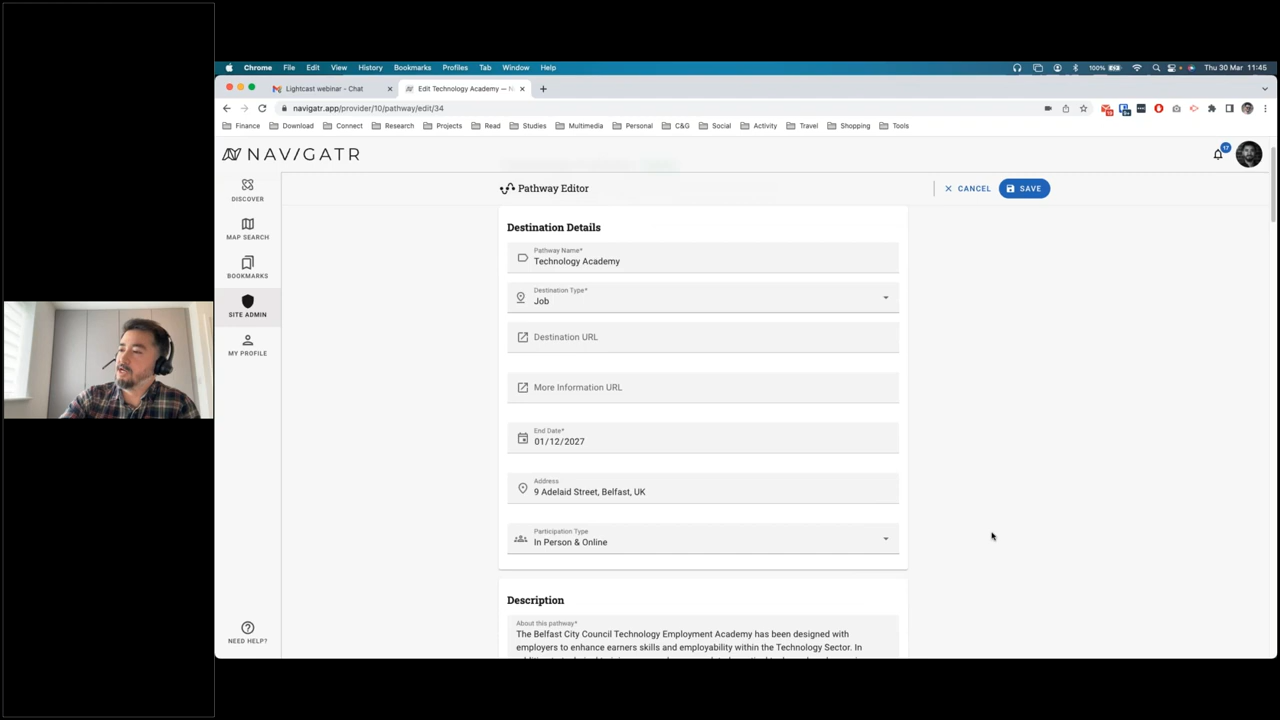 Chrome File Edit View History Bookmarks Profiles Tab Window Help
100% Thu 30 Mar 11:45
Lightcast webinar - Chat
Edit Technology Academy — N
navigatr.app/provider/10/pathway/edit/34
Finance Download Connect Research Projects Read Studies Multimedia Personal C&G Social Activity Travel Shopping Tools
NAV/GATR
17
DISCOVER
MAP SEARCH
BOOKMARKS
SITE ADMIN
MY PROFILE
NEED HELP?
Pathway Editor
CANCEL
SAVE
Destination Details
Pathway Name*
Technology Academy
Destination Type*
Job
Destination URL
More Information URL
End Date*
01/12/2027
Address
9 Adelaid Street, Belfast, UK
Participation Type
In Person & Online
Description
About this pathway*
The Belfast City Council Technology Employment Academy has been designed with
employers to enhance earners skills and employability within the Technology Sector. In